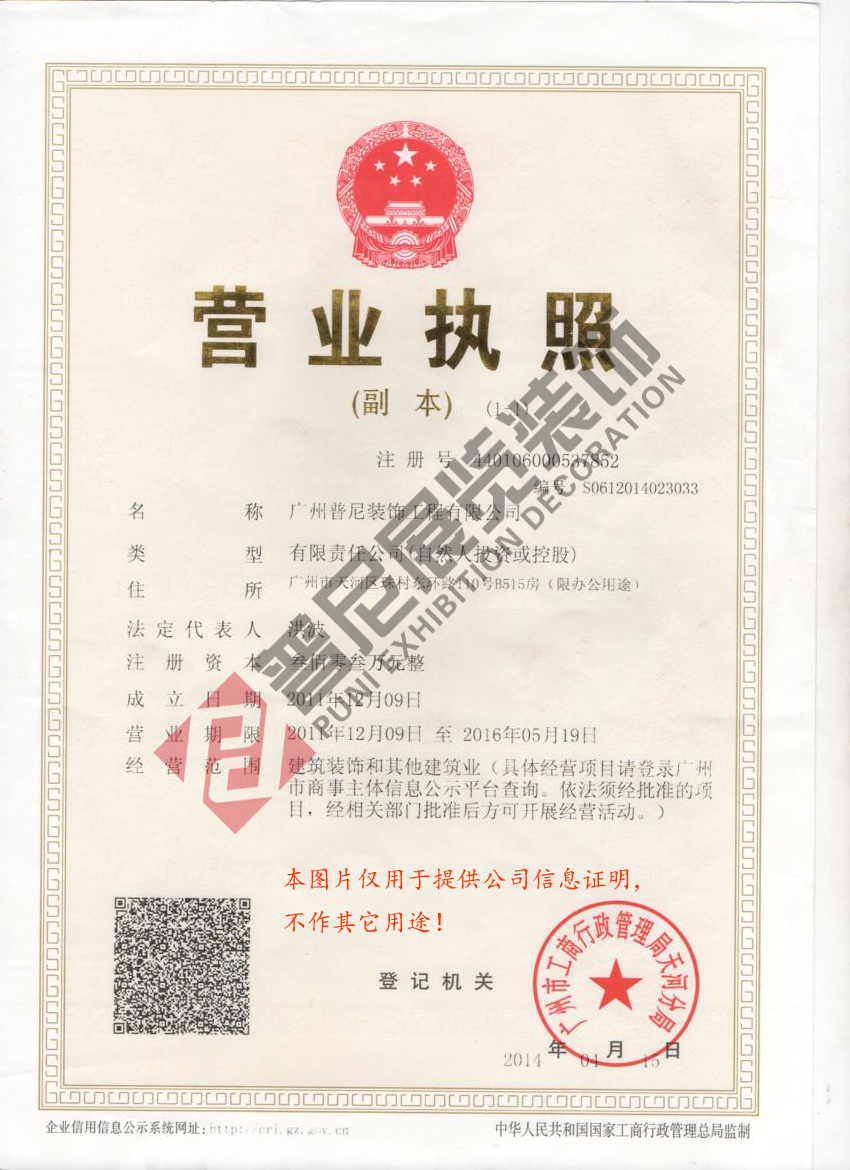 营业执照
(副 本) (1-1)
注册号 440106000537852
编号 S0612014023033
名称 广州普尼装饰工程有限公司
类型 有限责任公司(自然人投资或控股)
住所 广州市天河区珠村东环路110号B515房（限办公用途）
法定代表人 洪波
注册资本 叁佰零叁万元整
成立日期 2011年12月09日
营业期限 2011年12月09日 至 2016年05月19日
经营范围 建筑装饰和其他建筑业（具体经营项目请登录广州
市商事主体信息公示平台查询。依法须经批准的项
目，经相关部门批准后方可开展经营活动。）
普尼展览装饰
PUNI EXHIBITION DECORATION
本图片仅用于提供公司信息证明，
不作其它用途！
登记机关
广州市工商行政管理局天河分局
2014年04月15日
企业信用信息公示系统网址：http://cri.gz.gov.cn
中华人民共和国国家工商行政管理总局监制